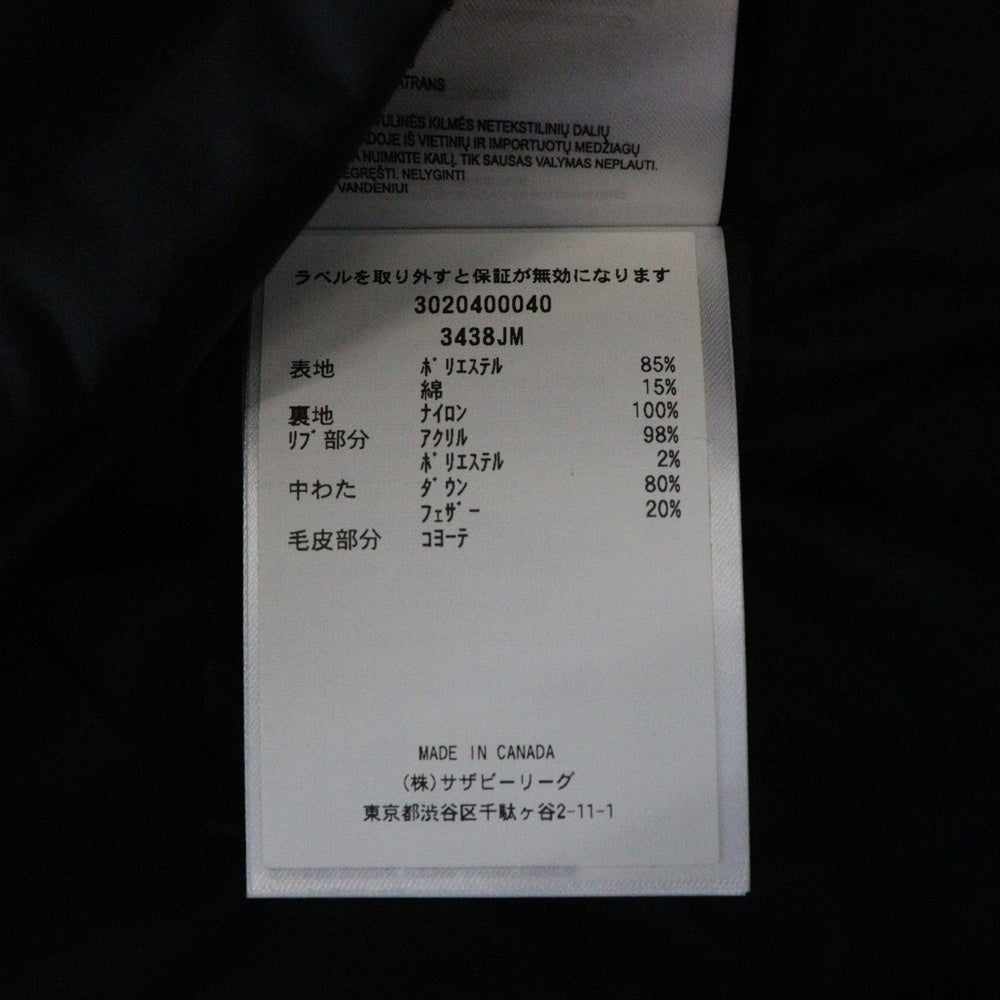 VULINĖS KILMĖS NETEKSTILINIŲ DALIŲ
IŠ VIETINIŲ IR IMPORTUOTŲ MEDŽIAGŲ
NUIMKITE KAILĮ. TIK SAUSAS VALYMAS NEPLAUTI.
NELYGINTI
VANDENIUI
ラベルを取り外すと保証が無効になります
3020400040
3438JM
表地 ポリエステル 85%
綿 15%
裏地 ナイロン 100%
リブ部分 アクリル 98%
ポリエステル 2%
中わた ダウン 80%
フェザー 20%
毛皮部分 コヨーテ
MADE IN CANADA
(株)サザビーリーグ
東京都渋谷区千駄ヶ谷2-11-1